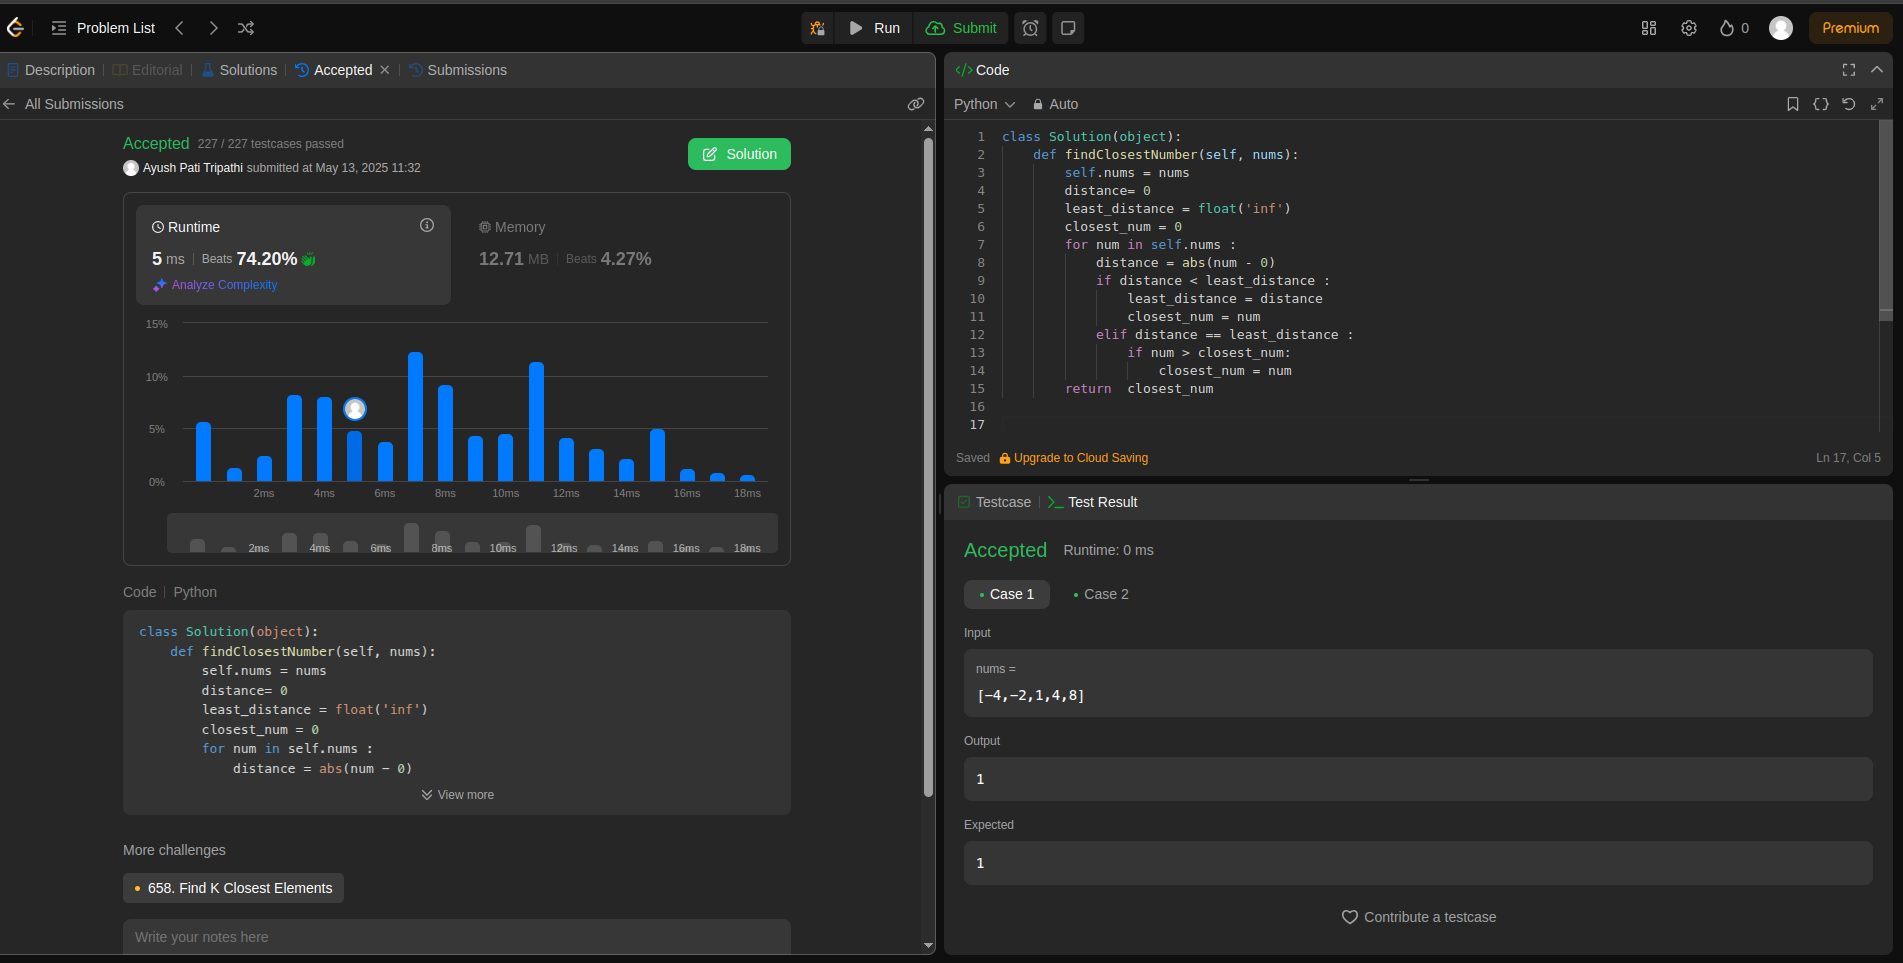 Problem List
Run
Submit
0
Premium
Description
Editorial
Solutions
Accepted
Submissions
All Submissions
Accepted 227 / 227 testcases passed
Ayush Pati Tripathi submitted at May 13, 2025 11:32
Solution
Runtime
5 ms Beats 74.20%
Analyze Complexity
Memory
12.71 MB Beats 4.27%
15%
10%
5%
0%
2ms 4ms 6ms 8ms 10ms 12ms 14ms 16ms 18ms
2ms 4ms 6ms 8ms 10ms 12ms 14ms 16ms 18ms
Code Python
class Solution(object):
    def findClosestNumber(self, nums):
        self.nums = nums
        distance= 0
        least_distance = float('inf')
        closest_num = 0
        for num in self.nums :
            distance = abs(num - 0)
View more
More challenges
658. Find K Closest Elements
Write your notes here
</> Code
Python Auto
1 class Solution(object):
2     def findClosestNumber(self, nums):
3         self.nums = nums
4         distance= 0
5         least_distance = float('inf')
6         closest_num = 0
7         for num in self.nums :
8             distance = abs(num - 0)
9             if distance < least_distance :
10                 least_distance = distance
11                 closest_num = num
12             elif distance == least_distance :
13                 if num > closest_num:
14                     closest_num = num
15         return  closest_num
16
17
Saved Upgrade to Cloud Saving
Ln 17, Col 5
Testcase
Test Result
Accepted Runtime: 0 ms
Case 1
Case 2
Input
nums =
[-4,-2,1,4,8]
Output
1
Expected
1
Contribute a testcase